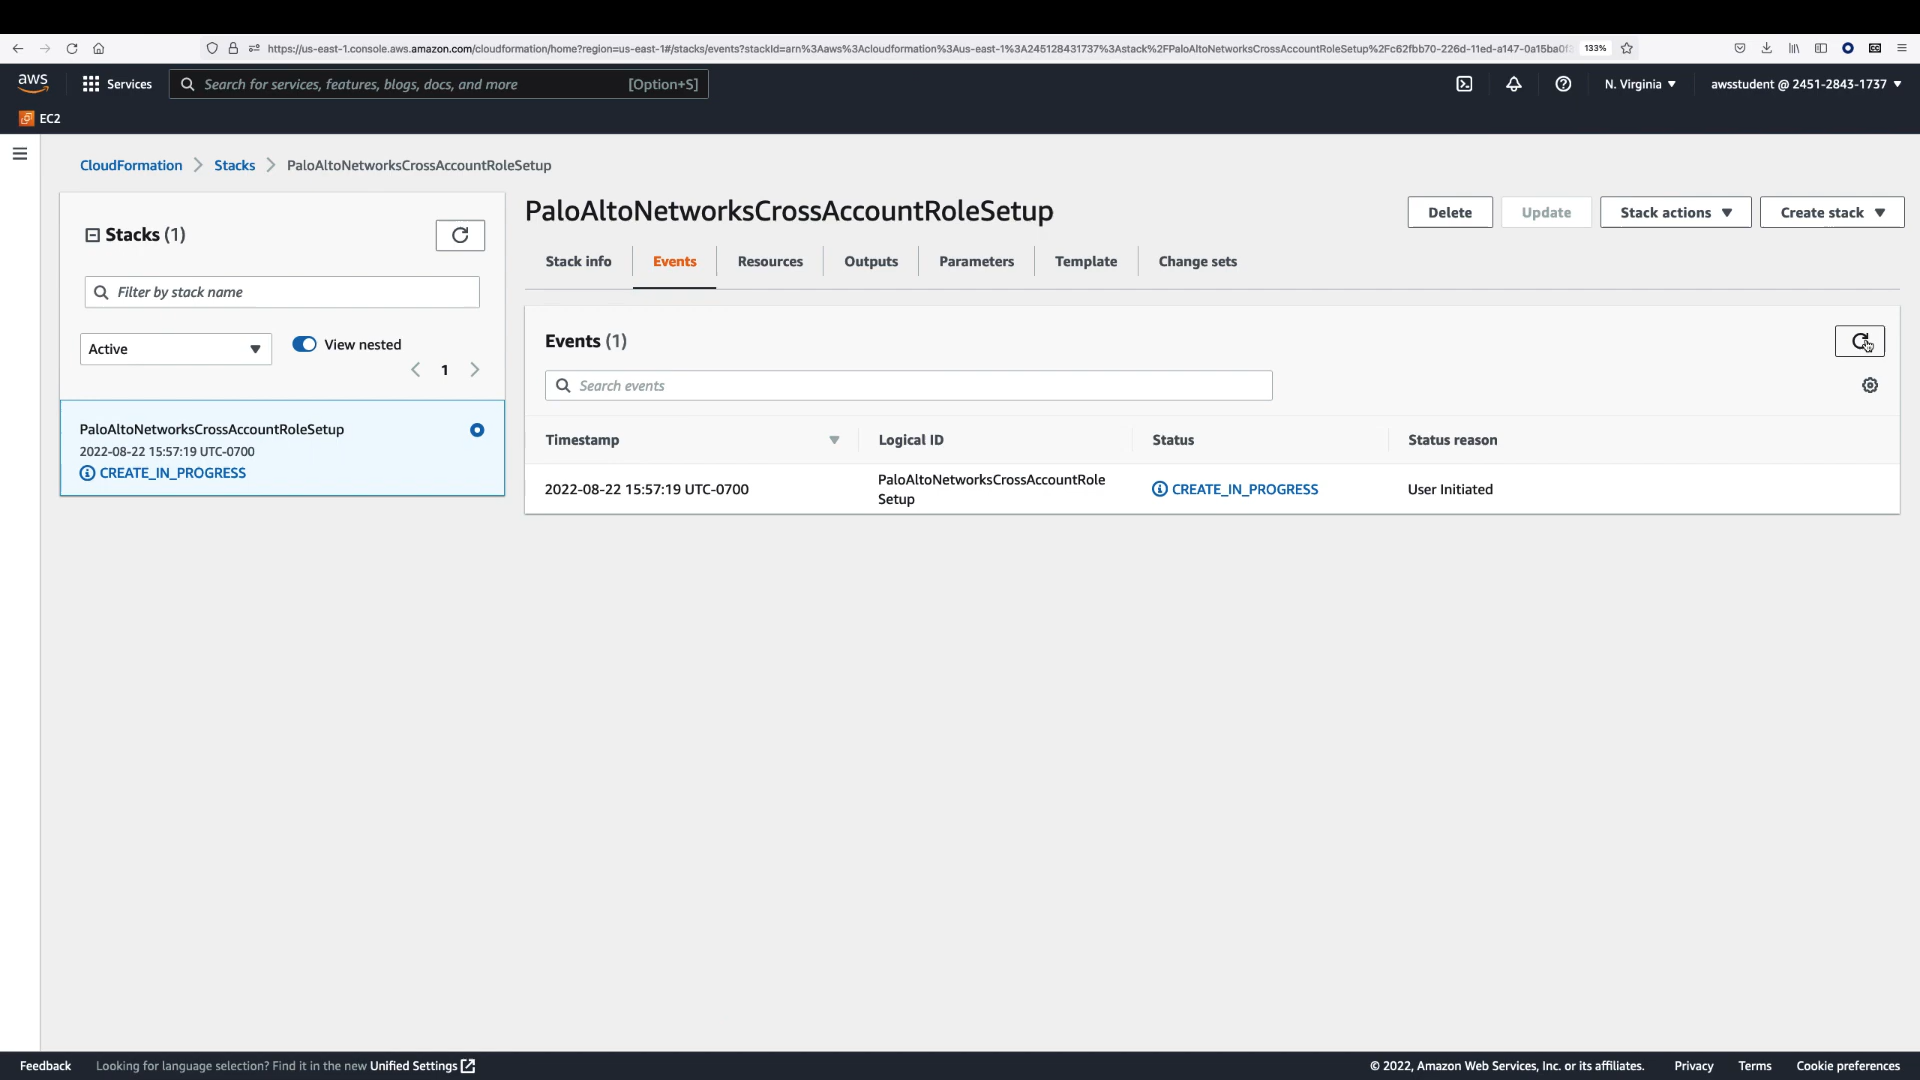 https://us-east-1.console.aws.amazon.com/cloudformation/home?region=us-east-1#/stacks/events?stackId=arn%3Aaws%3Acloudformation%3Aus-east-1%3A245128431737%3Astack%2FPaloAltoNetworksCrossAccountRoleSetup%2Fc62fbb70-226d-11ed-a147-0a15ba0f 133%
aws Services Search for services, features, blogs, docs, and more [Option+S] N. Virginia awsstudent @ 2451-2843-1737
EC2
CloudFormation Stacks PaloAltoNetworksCrossAccountRoleSetup
Stacks (1)
Filter by stack name
Active View nested
1
PaloAltoNetworksCrossAccountRoleSetup
2022-08-22 15:57:19 UTC-0700
CREATE_IN_PROGRESS
PaloAltoNetworksCrossAccountRoleSetup Delete Update Stack actions Create stack
Stack info Events Resources Outputs Parameters Template Change sets
Events (1)
Search events
Timestamp Logical ID Status Status reason
2022-08-22 15:57:19 UTC-0700 PaloAltoNetworksCrossAccountRole CREATE_IN_PROGRESS User Initiated
Setup
Feedback Looking for language selection? Find it in the new Unified Settings © 2022, Amazon Web Services, Inc. or its affiliates. Privacy Terms Cookie preferences